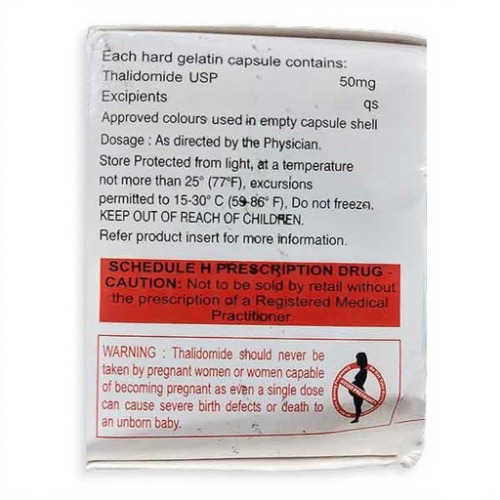 Each hard gelatin capsule contains:
Thalidomide USP 50mg
Excipients qs
Approved colours used in empty capsule shell
Dosage : As directed by the Physician.
Store Protected from light, at a temperature
not more than 25° (77°F), excursions
permitted to 15-30° C (59-86° F), Do not freeze.
KEEP OUT OF REACH OF CHILDREN.
Refer product insert for more information.
SCHEDULE H PRESCRIPTION DRUG -
CAUTION: Not to be sold by retail without
the prescription of a Registered Medical
Practitioner
WARNING : Thalidomide should never be
taken by pregnant women or women capable
of becoming pregnant as even a single dose
can cause severe birth defects or death to
an unborn baby.